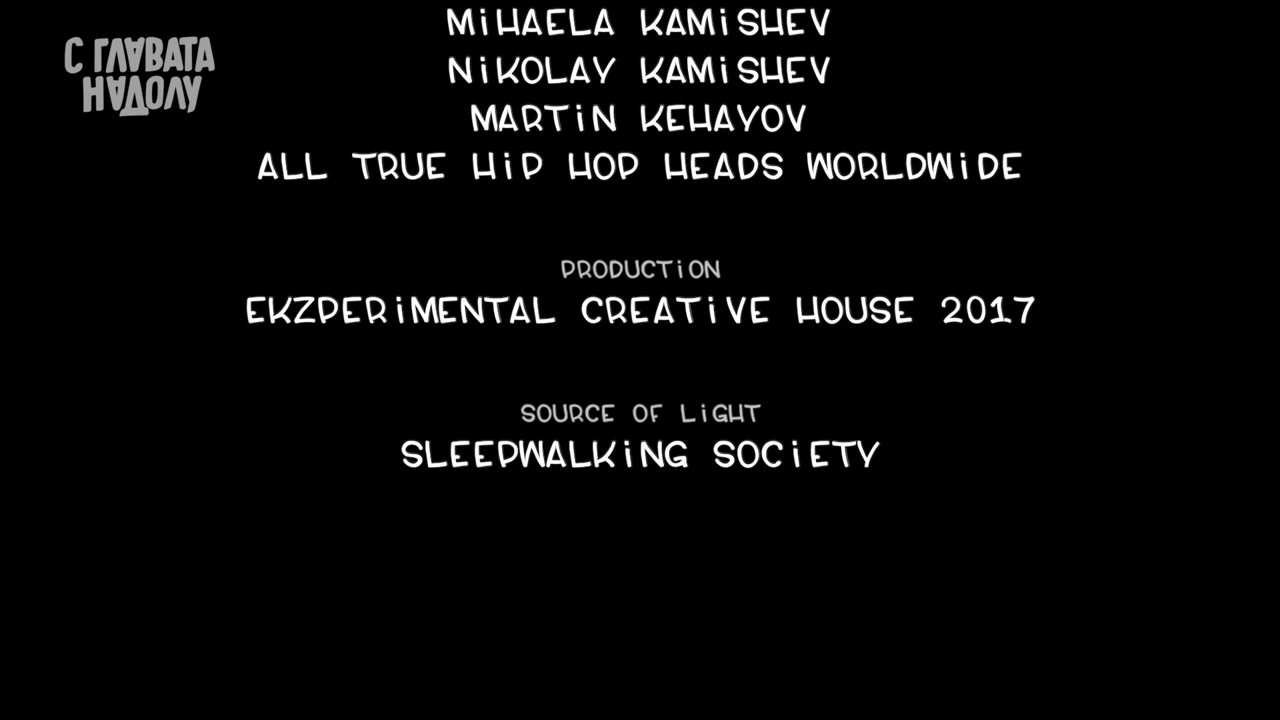 С ГЛАВАТА
НАДОЛУ
MiHAELA KAMiSHEV
NiKOLAY KAMiSHEV
MARTiN KEHAYOV
ALL TRUE HiP HOP HEADS WORLDWiDE
PRODUCTiON
EKZPERiMENTAL CREATiVE HOUSE 2017
SOURCE OF LiGHT
SLEEPWALKiNG SOCiETY